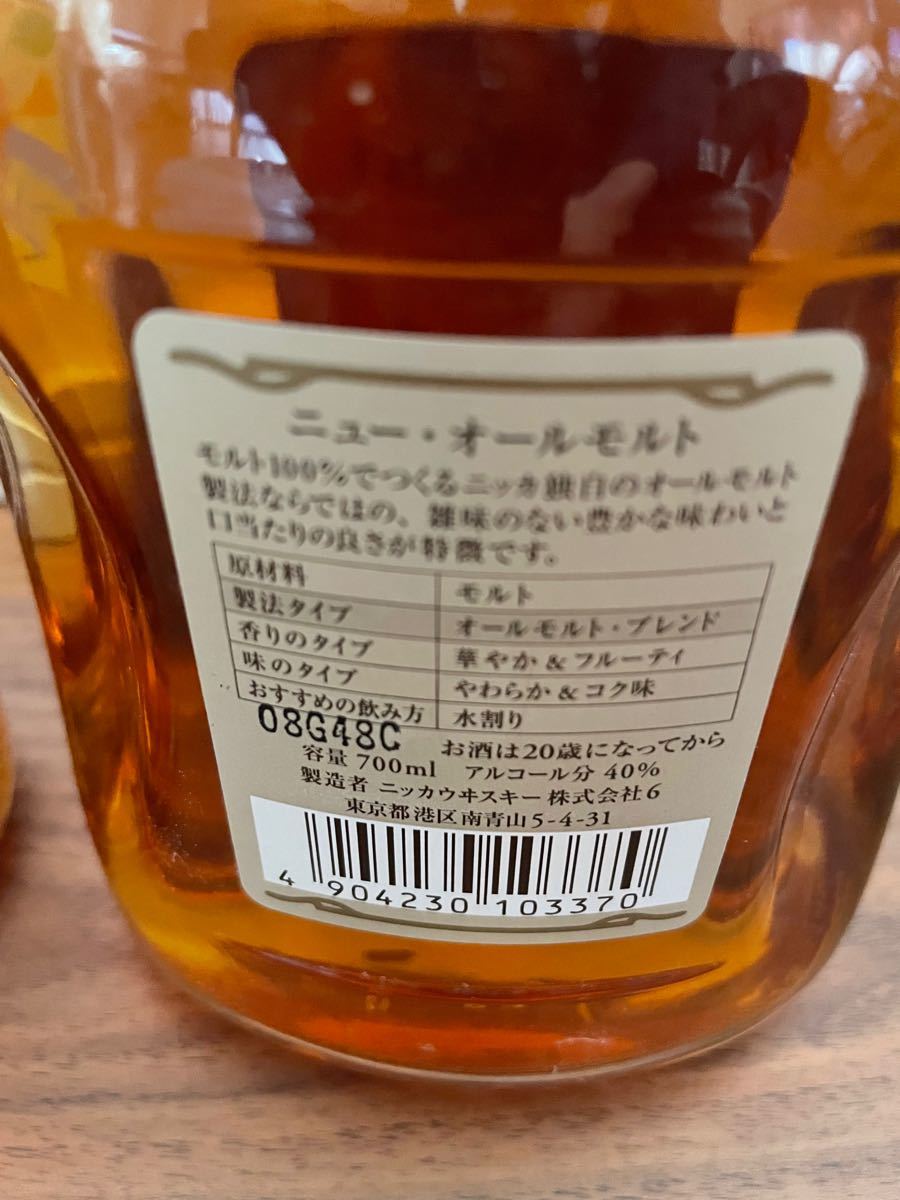 ニュー・オールモルト
モルト100%でつくるニッカ独自のオールモルト
製法ならではの、雑味のない豊かな味わいと
口当たりの良さが特徴です。
原材料 モルト
製法タイプ オールモルト・ブレンド
香りのタイプ 華やか&フルーティ
味のタイプ やわらか&コク味
おすすめの飲み方 水割り
08G48C お酒は20歳になってから
容量 700ml アルコール分 40%
製造者 ニッカウヰスキー株式会社6
東京都港区南青山5-4-31
4 904230 103370